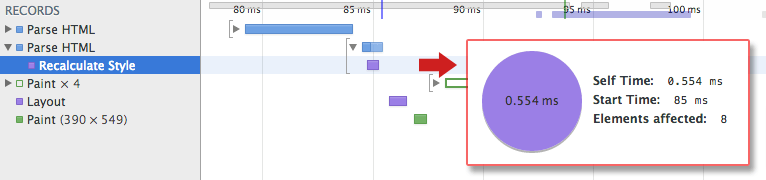 RECORDS
80 ms 85 ms 90 ms 95 ms 100 ms
Parse HTML
Parse HTML
Recalculate Style
Paint × 4
Layout
Paint (390 × 549)
0.554 ms
Self Time: 0.554 ms
Start Time: 85 ms
Elements affected: 8